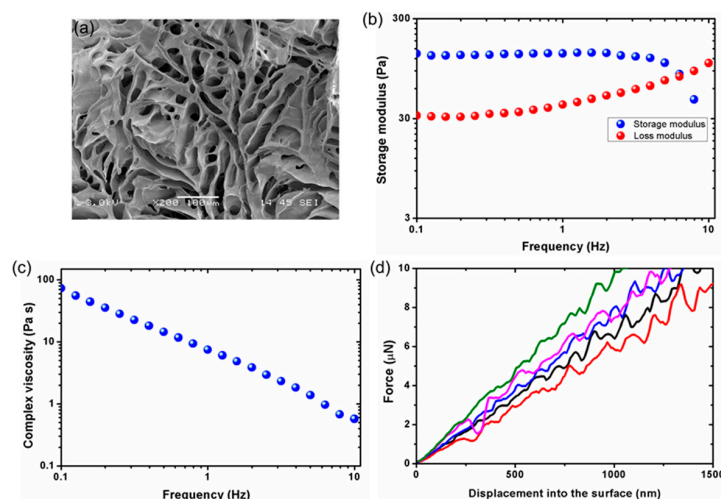 (a)
3.0kV X200 100μm 14 45 SEI
(b)
Storage modulus (Pa)
300
30
3
Storage modulus
Loss modulus
0.1 1 10
Frequency (Hz)
(c)
Complex viscosity (Pa s)
100
10
1
0.1
0.1 1 10
Frequency (Hz)
(d)
Force (μN)
10
8
6
4
2
0
0 500 1000 1500
Displacement into the surface (nm)